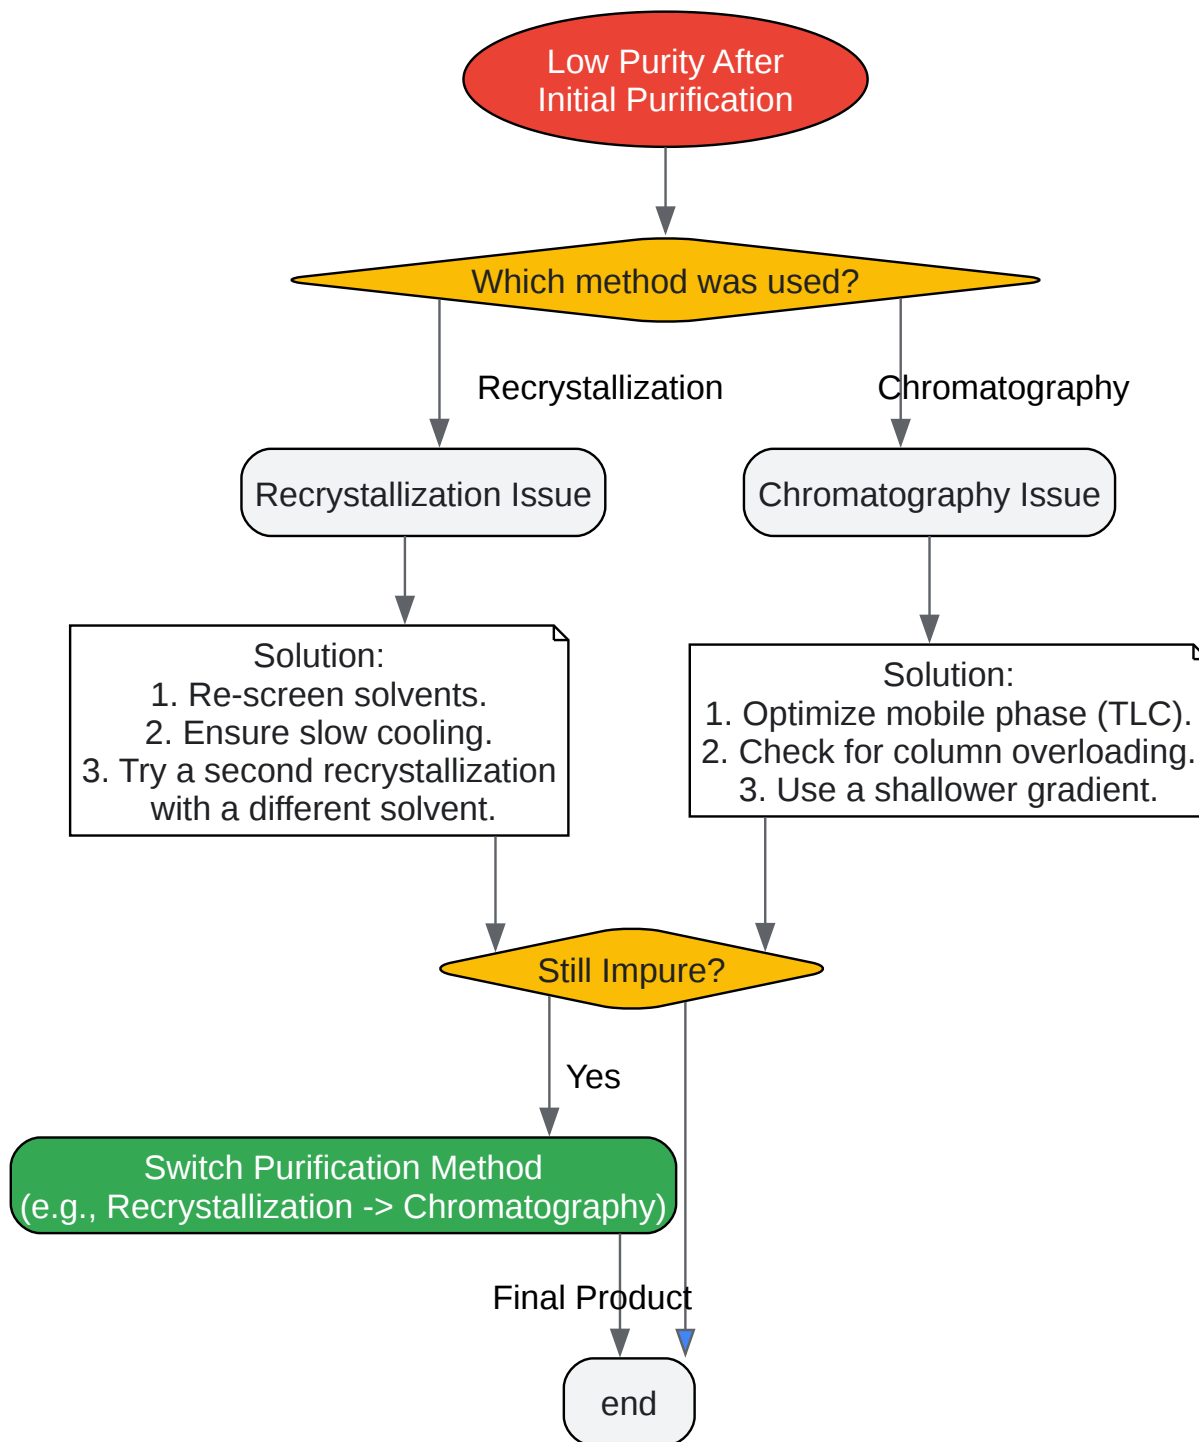 Low Purity After
Initial Purification
Which method was used?
Recrystallization
Chromatography
Recrystallization Issue
Chromatography Issue
Solution:
1. Re-screen solvents.
2. Ensure slow cooling.
3. Try a second recrystallization
with a different solvent.
Solution:
1. Optimize mobile phase (TLC).
2. Check for column overloading.
3. Use a shallower gradient.
Still Impure?
Yes
Switch Purification Method
(e.g., Recrystallization -> Chromatography)
Final Product
end